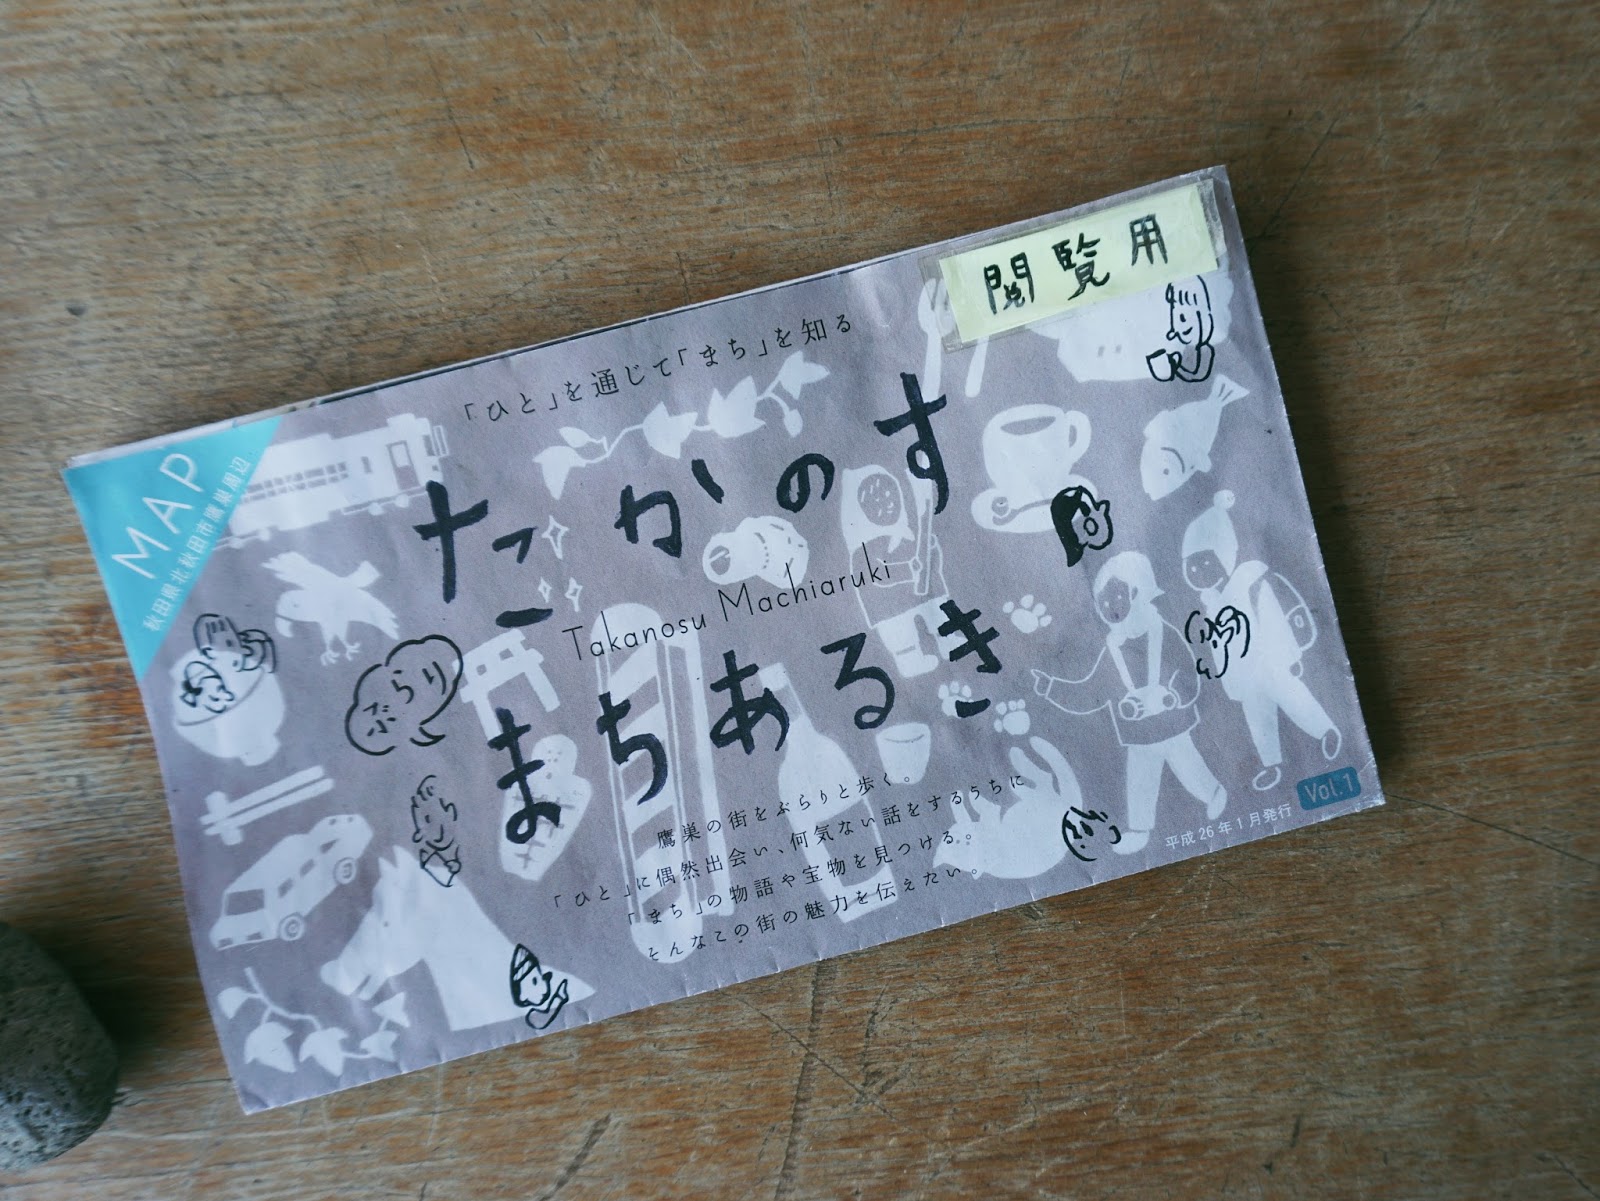 閲覧用
「ひと」を通じて「まち」を知る
MAP
秋田県北秋田市鷹巣周辺
たかのす
Takanosu Machiaruki
ぶらり
まちあるき
鷹巣の街をぶらりと歩く。
「ひと」に偶然出会い、何気ない話をするうちに
「まち」の物語や宝物を見つける。
そんなこの街の魅力を伝えたい。
Vol.1
平成26年1月発行